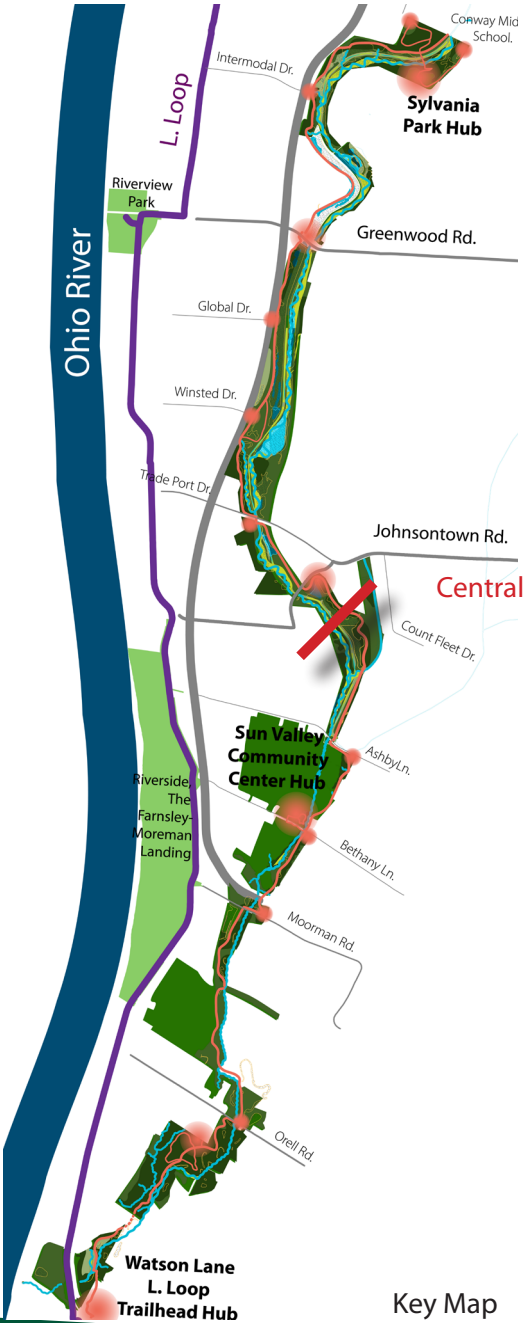 Conway Mid
School.
Intermodal Dr.
Sylvania
Park Hub
L. Loop
Riverview
Park
Greenwood Rd.
Ohio River
Global Dr.
Winsted Dr.
Trade Port Dr.
Johnsontown Rd.
Central
Count Fleet Dr.
Sun Valley
Community
Center Hub
AshbyLn.
Riverside,
The
Farnsley-
Moreman
Landing
Bethany Ln.
Moorman Rd.
Orell Rd.
Watson Lane
L. Loop
Trailhead Hub
Key Map